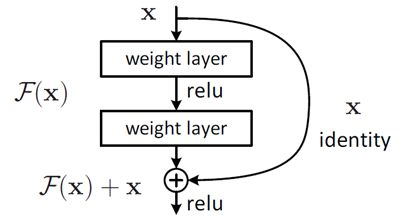 x
weight layer
relu
F(x)
weight layer
x
identity
F(x) + x
relu